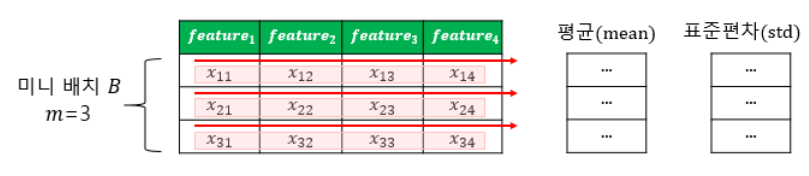 feature₁ feature₂ feature₃ feature₄ 평균(mean) 표준편차(std)
x₁₁ x₁₂ x₁₃ x₁₄ ... ...
미니 배치 B
x₂₁ x₂₂ x₂₃ x₂₄ ... ...
m=3
x₃₁ x₃₂ x₃₃ x₃₄ ... ...